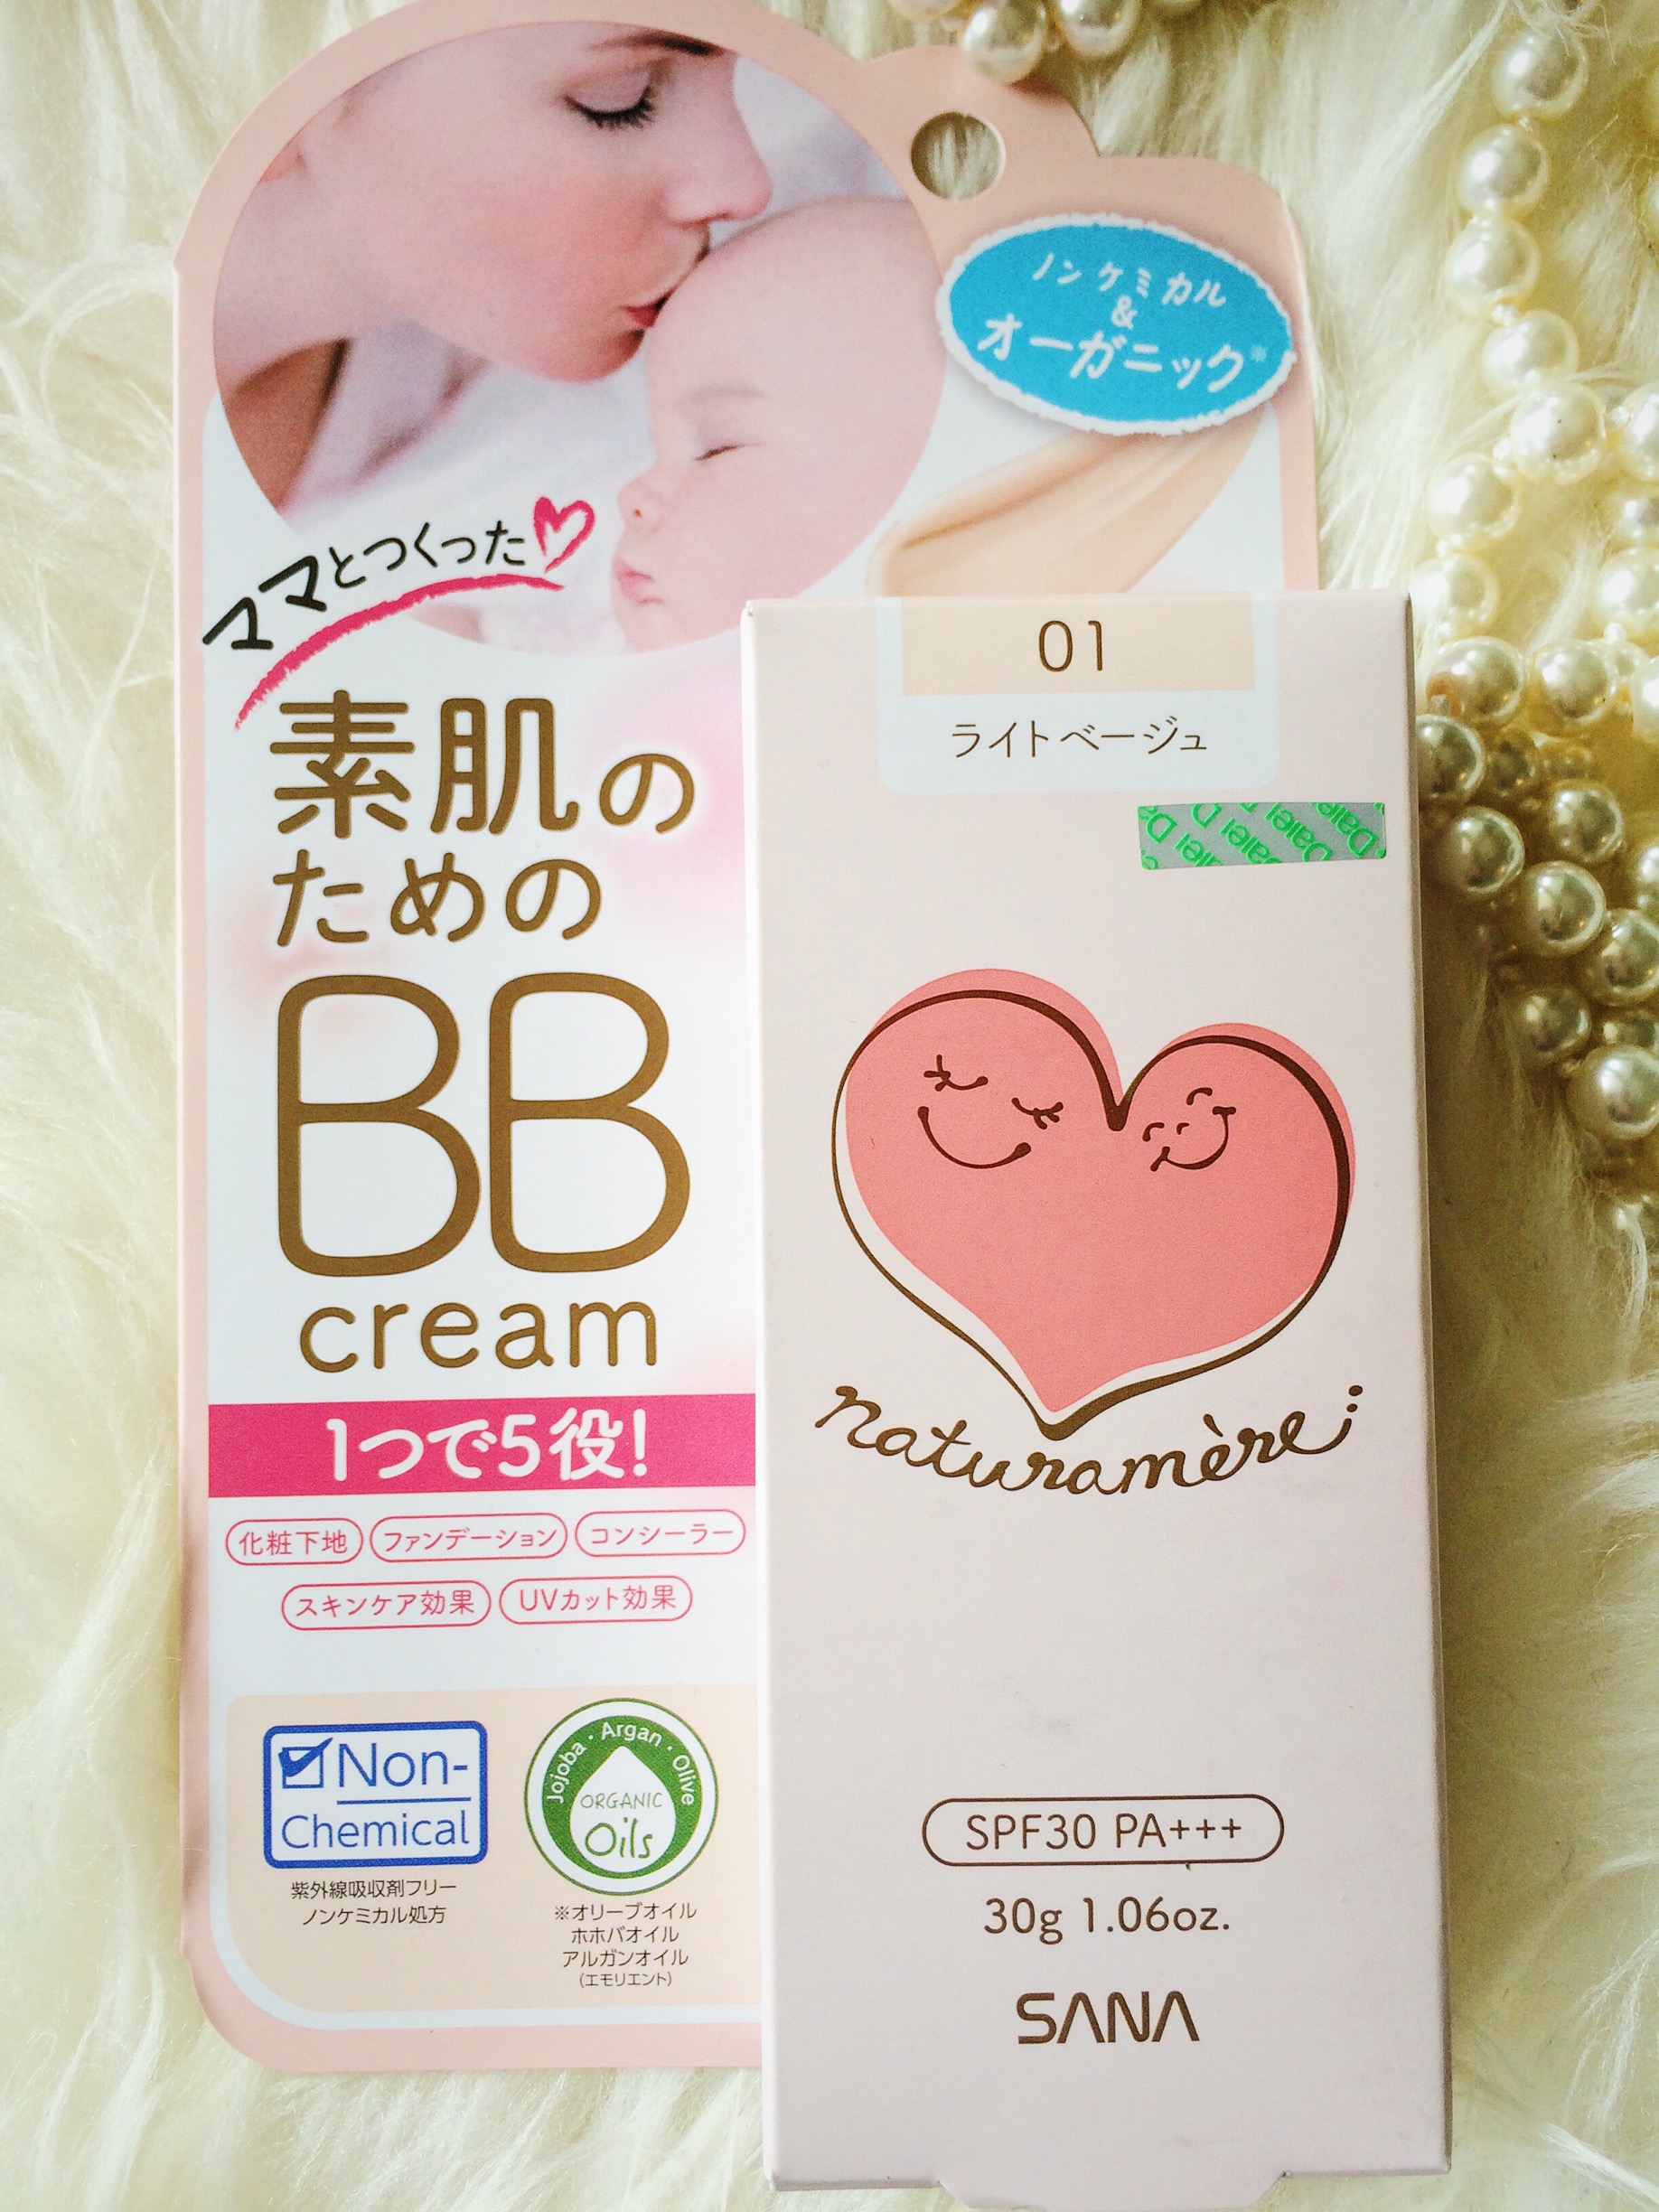 ノンケミカル
&
オーガニック※
ママとつくった
素肌の
ための
BB
cream
1つで5役!
化粧下地 ファンデーション コンシーラー
スキンケア効果 UVカット効果
Non-
Chemical
紫外線吸収剤フリー
ノンケミカル処方
Jojoba・Argan・Olive
ORGANIC
Oils
※オリーブオイル
ホホバオイル
アルガンオイル
(エモリエント)
01
ライトベージュ
Daiei Daiei Daiei Daiei
naturamère
SPF30 PA+++
30g 1.06oz.
SANA